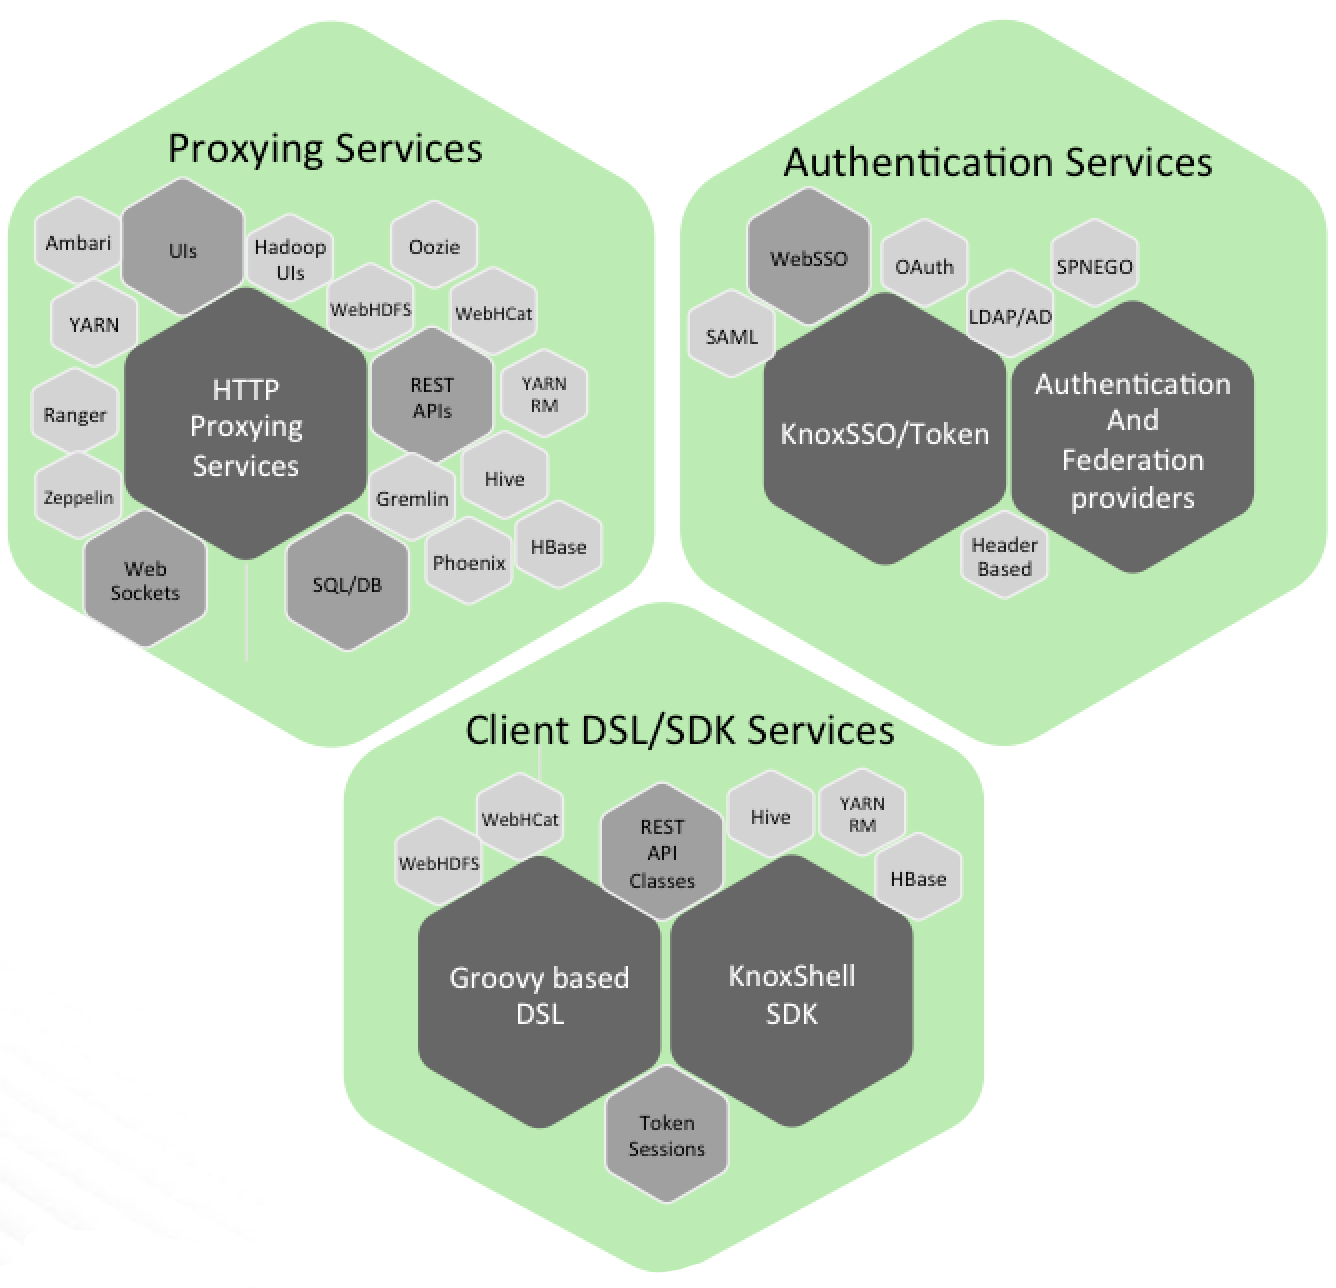 Proxying Services
Ambari
UIs
Hadoop
UIs
Oozie
YARN
WebHDFS
WebHCat
HTTP
Proxying
Services
REST
APIs
YARN
RM
Ranger
Zeppelin
Gremlin
Hive
Web
Sockets
SQL/DB
Phoenix
HBase
Authentication Services
WebSSO
OAuth
SPNEGO
SAML
LDAP/AD
KnoxSSO/Token
Authentication
And
Federation
providers
Header
Based
Client DSL/SDK Services
WebHDFS
WebHCat
REST
API
Classes
Hive
YARN
RM
HBase
Groovy based
DSL
KnoxShell
SDK
Token
Sessions